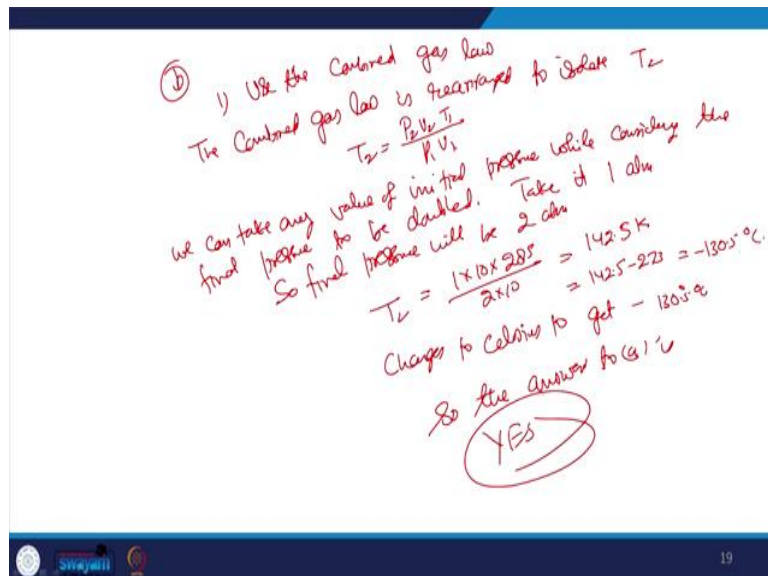 b
1) Use the Combined gas law
The Combined gas law is rearranged to isolate T₂
T₂ = P₂V₂T₁ / P₁V₁
we can take any value of initial pressure while considering the
final pressure to be doubled. Take it 1 atm
So final pressure will be 2 atm
T₂ = 1×10×285 / 2×10 = 142.5 K
= 142.5-273 = -130.5°C.
Changes to Celsius to get - 130.5°C
So the answer to (a) is
YES
swayam
19